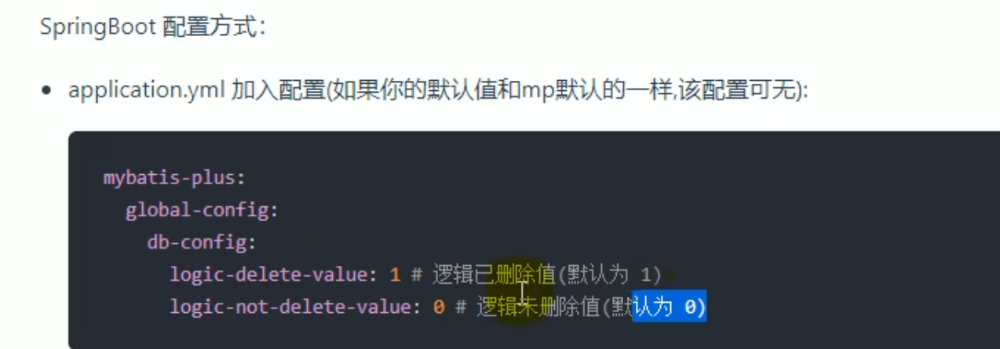 SpringBoot 配置方式：
• application.yml 加入配置(如果你的默认值和mp默认的一样,该配置可无):
mybatis-plus:
global-config:
db-config:
logic-delete-value: 1 # 逻辑已删除值(默认为 1)
logic-not-delete-value: 0 # 逻辑未删除值(默认为 0)